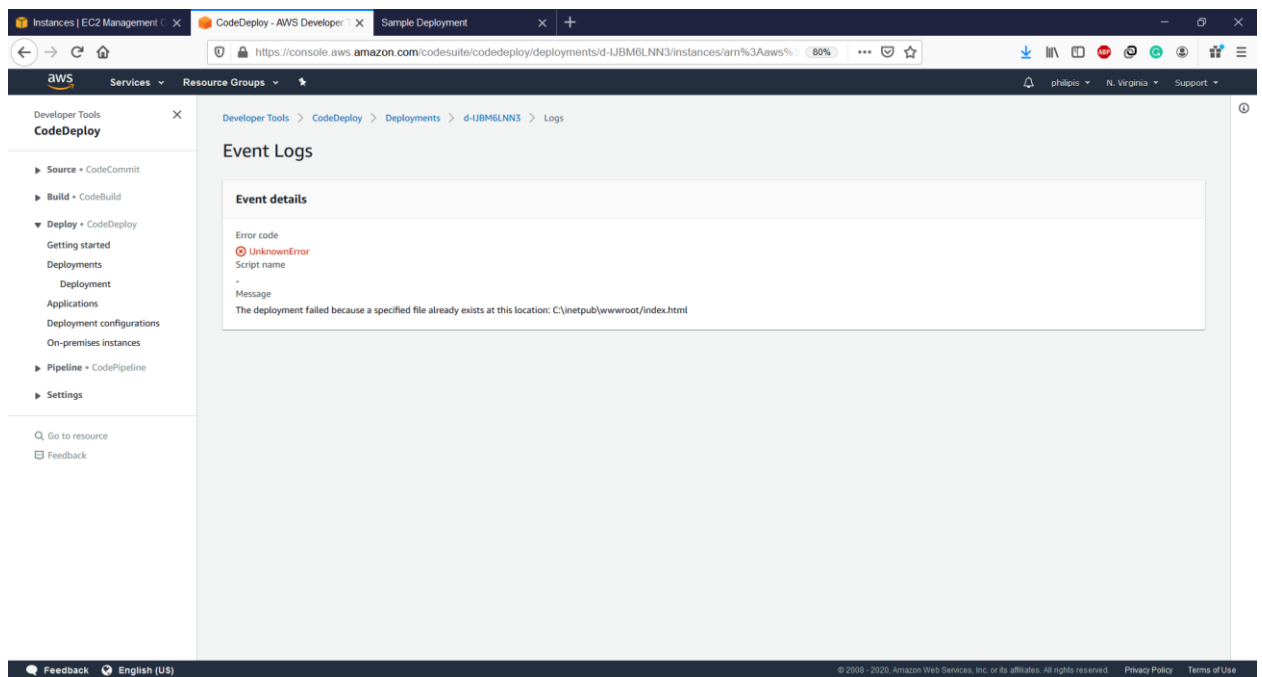 Instances | EC2 Management C
CodeDeploy - AWS Developer T
Sample Deployment
https://console.aws.amazon.com/codesuite/codedeploy/deployments/d-IJBM6LNN3/instances/arn%3Aaws%3
80%
ABP
aws
Services
Resource Groups
philipis
N. Virginia
Support
Developer Tools
CodeDeploy
Source • CodeCommit
Build • CodeBuild
Deploy • CodeDeploy
Getting started
Deployments
Deployment
Applications
Deployment configurations
On-premises instances
Pipeline • CodePipeline
Settings
Go to resource
Feedback
Developer Tools > CodeDeploy > Deployments > d-IJBM6LNN3 > Logs
Event Logs
Event details
Error code
UnknownError
Script name
-
Message
The deployment failed because a specified file already exists at this location: C:\inetpub\wwwroot/index.html
Feedback
English (US)
© 2008 - 2020, Amazon Web Services, Inc. or its affiliates. All rights reserved.
Privacy Policy
Terms of Use